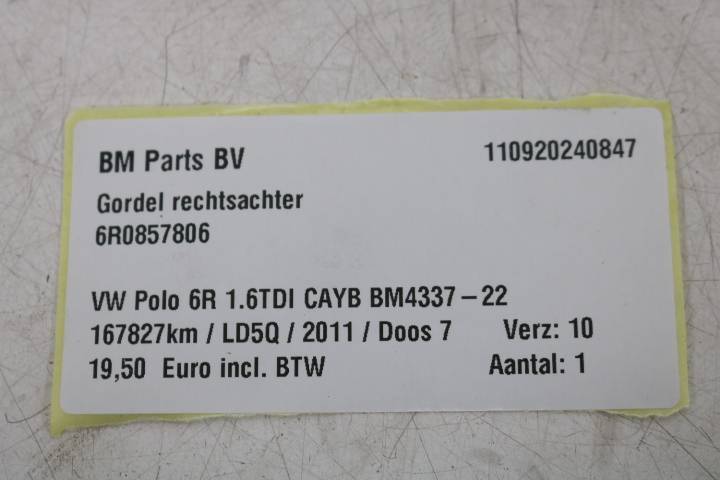 BM Parts BV 110920240847
Gordel rechtsachter
6R0857806
VW Polo 6R 1.6TDI CAYB BM4337-22
167827km / LD5Q / 2011 / Doos 7 Verz: 10
19,50 Euro incl. BTW Aantal: 1